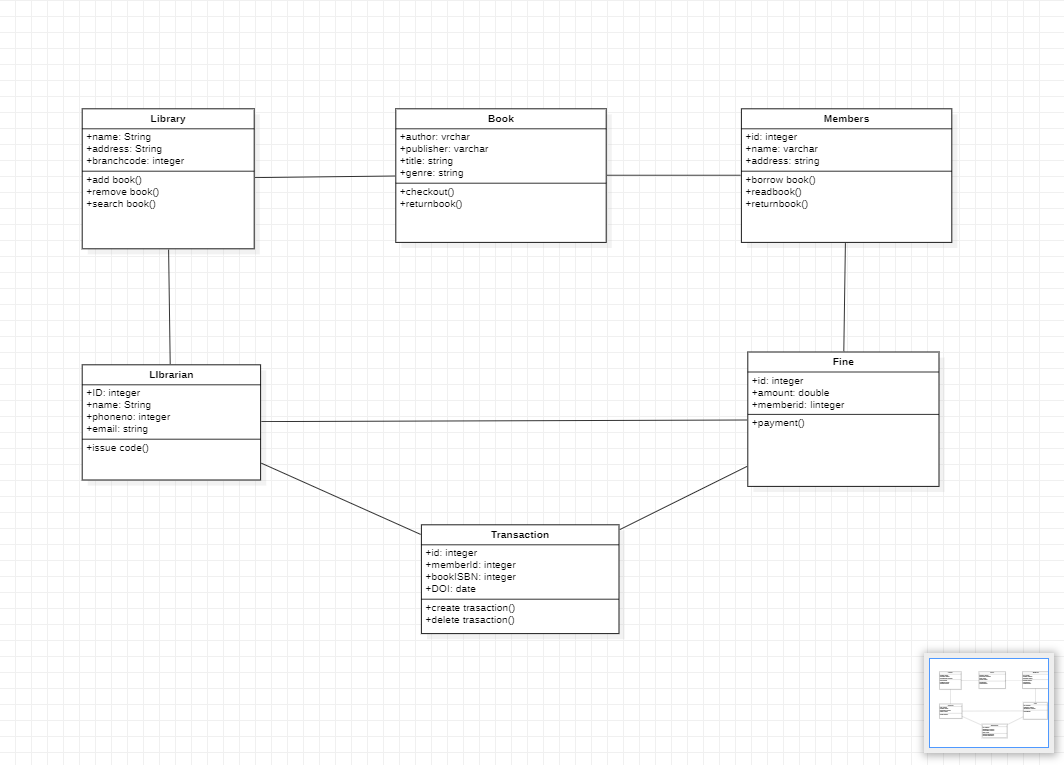 Library
+name: String
+address: String
+branchcode: integer
+add book()
+remove book()
+search book()
Book
+author: vrchar
+publisher: varchar
+title: string
+genre: string
+checkout()
+returnbook()
Members
+id: integer
+name: varchar
+address: string
+borrow book()
+readbook()
+returnbook()
LIbrarian
+ID: integer
+name: String
+phoneno: integer
+email: string
+issue code()
Fine
+id: integer
+amount: double
+memberid: Iinteger
+payment()
Transaction
+id: integer
+memberId: integer
+bookISBN: integer
+DOI: date
+create trasaction()
+delete trasaction()